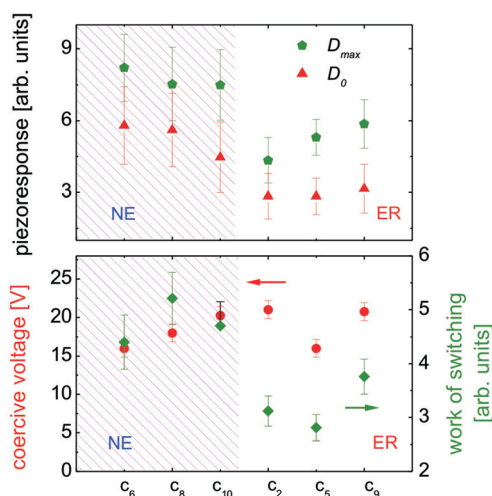 piezoresponse [arb. units]
9
6
3
D_max
D_0
NE
ER
coercive voltage [V]
25
20
15
10
5
0
6
5
4
3
2
work of switching
[arb. units]
NE
ER
c_6 c_8 c_10 c_2 c_5 c_9